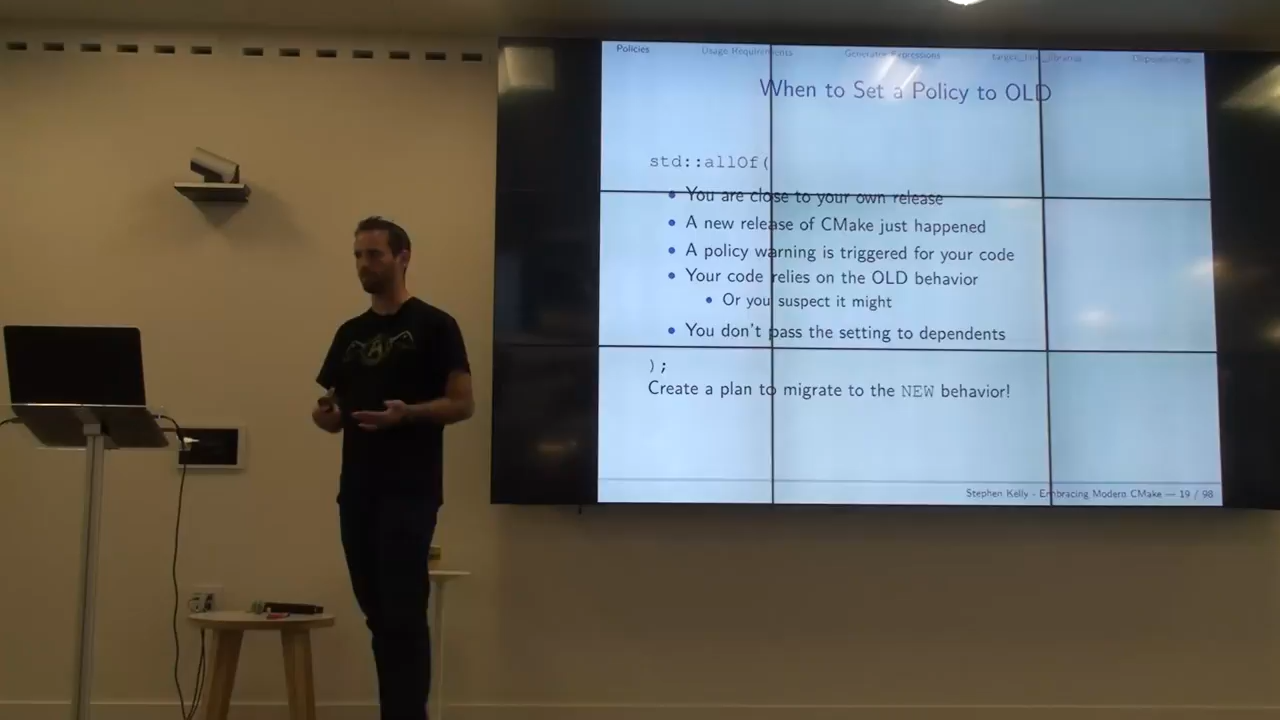 Policies Usage Requirements Generator Expressions target_link_libraries Dependencies
When to Set a Policy to OLD
std::allOf(
• You are close to your own release
• A new release of CMake just happened
• A policy warning is triggered for your code
• Your code relies on the OLD behavior
• Or you suspect it might
• You don't pass the setting to dependents
);
Create a plan to migrate to the NEW behavior!
Stephen Kelly - Embracing Modern CMake — 19 / 98